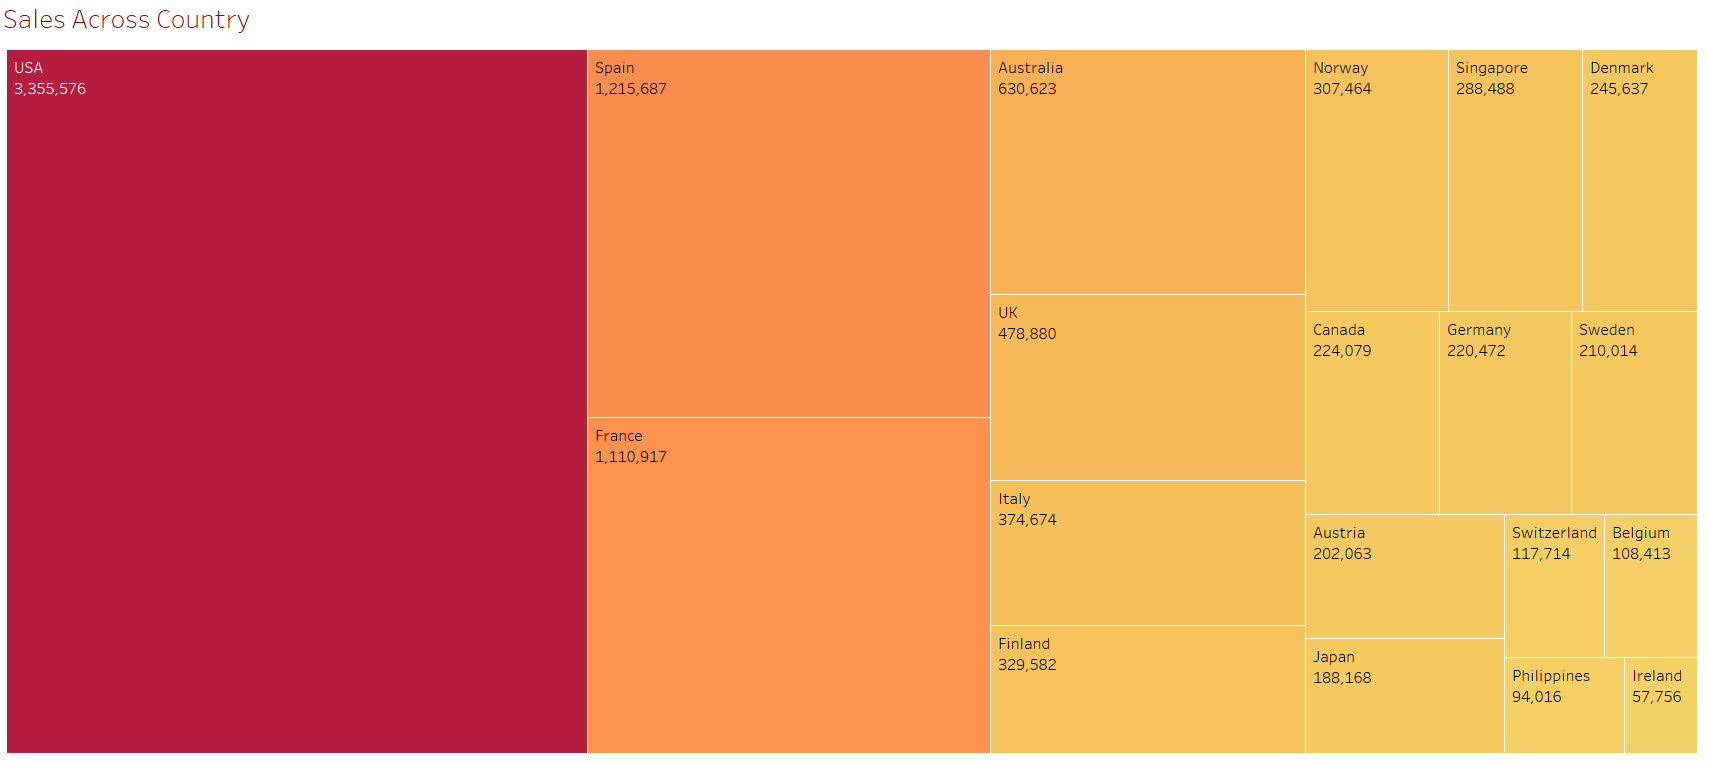 Sales Across Country
USA
3,355,576
Spain
1,215,687
France
1,110,917
Australia
630,623
UK
478,880
Italy
374,674
Finland
329,582
Norway
307,464
Singapore
288,488
Denmark
245,637
Canada
224,079
Germany
220,472
Sweden
210,014
Austria
202,063
Japan
188,168
Switzerland
117,714
Belgium
108,413
Philippines
94,016
Ireland
57,756